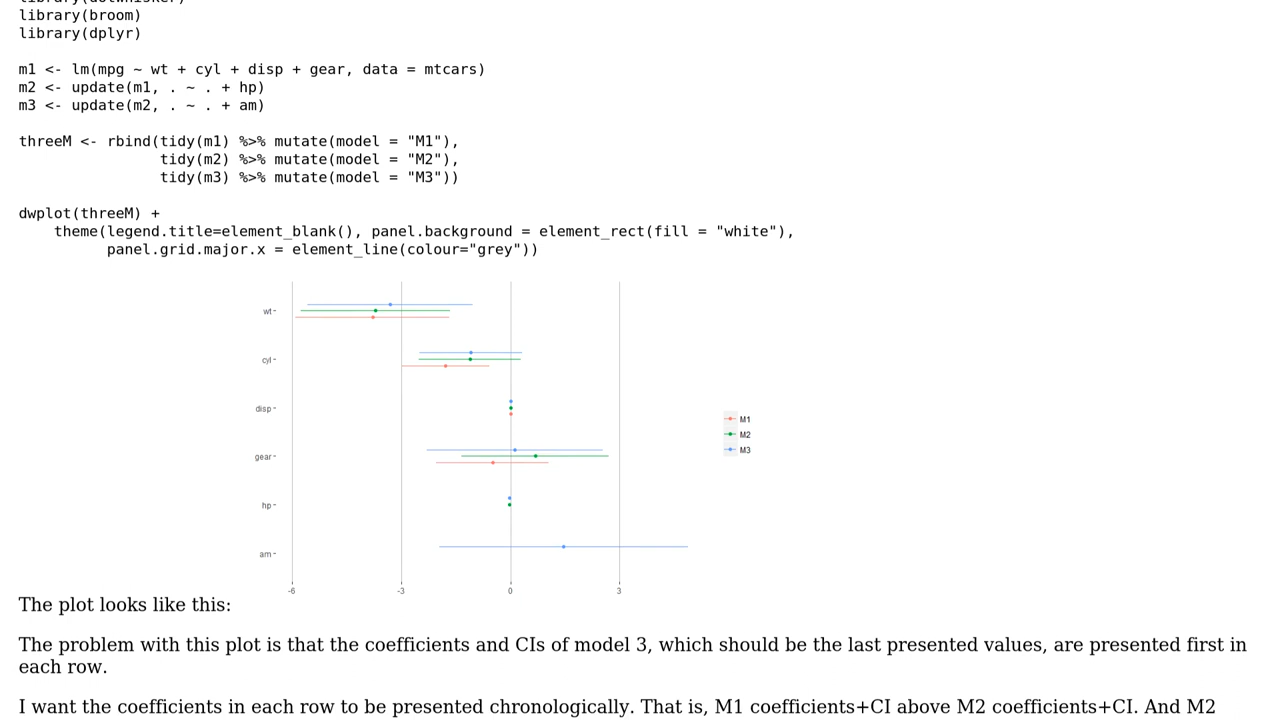 library(broom)
library(dplyr)
m1 <- lm(mpg ~ wt + cyl + disp + gear, data = mtcars)
m2 <- update(m1, . ~ . + hp)
m3 <- update(m2, . ~ . + am)
threeM <- rbind(tidy(m1) %>% mutate(model = "M1"),
tidy(m2) %>% mutate(model = "M2"),
tidy(m3) %>% mutate(model = "M3"))
dwplot(threeM) +
theme(legend.title=element_blank(), panel.background = element_rect(fill = "white"),
panel.grid.major.x = element_line(colour="grey"))
wt
cyl
disp
gear
hp
am
-6 -3 0 3
M1
M2
M3
The plot looks like this:
The problem with this plot is that the coefficients and CIs of model 3, which should be the last presented values, are presented first in
each row.
I want the coefficients in each row to be presented chronologically. That is, M1 coefficients+CI above M2 coefficients+CI. And M2